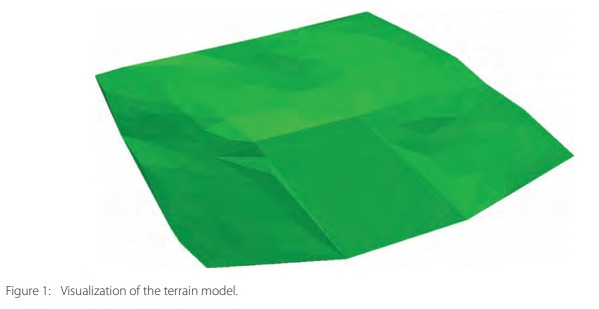 Figure 1: Visualization of the terrain model.